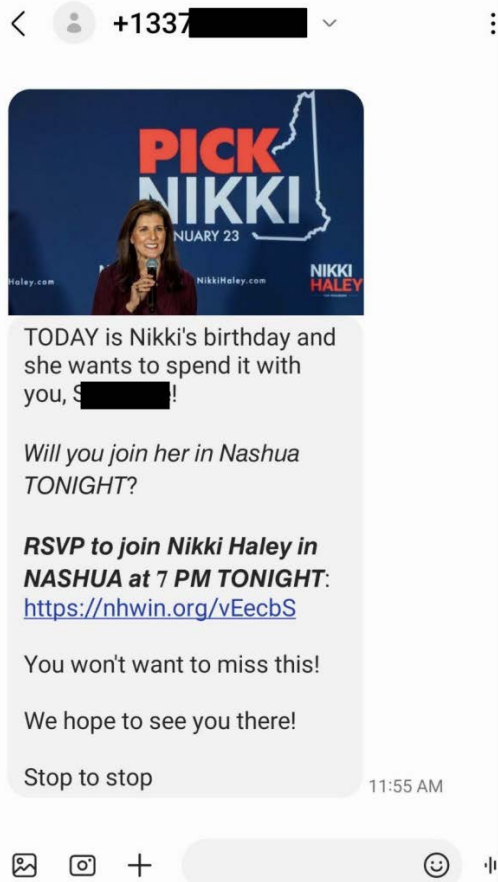 +1337
PICK
NIKKI
NUARY 23
Haley.com
NikkiHaley.com
NIKKI
HALEY
TODAY is Nikki's birthday and
she wants to spend it with
you, S!
Will you join her in Nashua
TONIGHT?
RSVP to join Nikki Haley in
NASHUA at 7 PM TONIGHT:
https://nhwin.org/vEecbS
You won't want to miss this!
We hope to see you there!
Stop to stop
11:55 AM